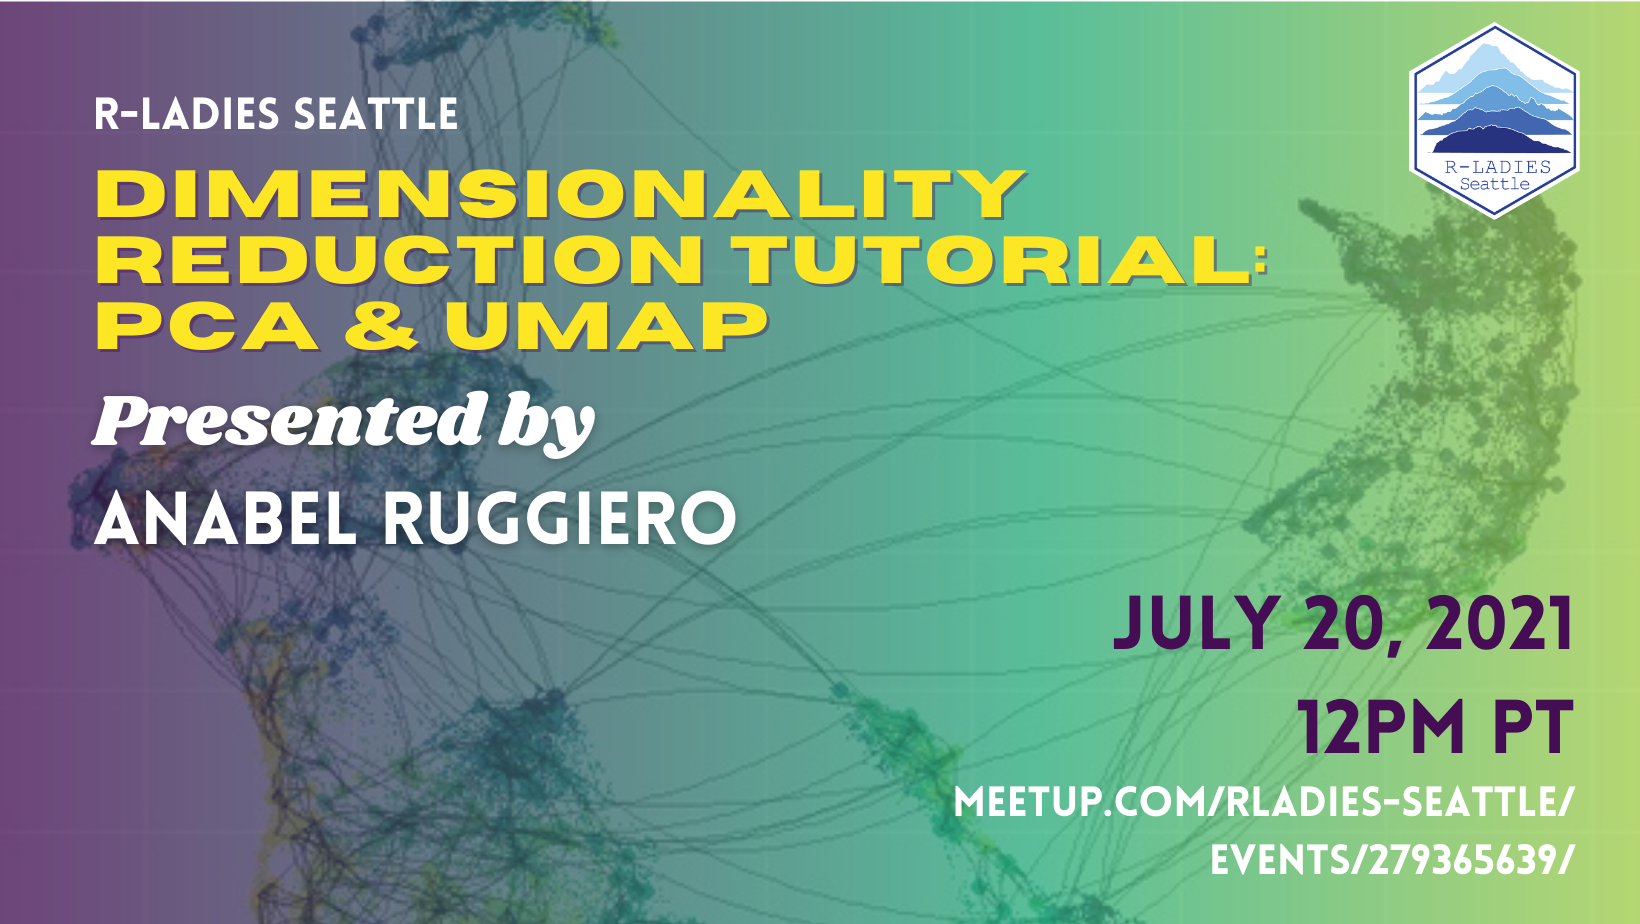 R-LADIES SEATTLE
DIMENSIONALITY
REDUCTION TUTORIAL:
PCA & UMAP
Presented by
ANABEL RUGGIERO
R-LADIES
Seattle
JULY 20, 2021
12PM PT
MEETUP.COM/RLADIES-SEATTLE/
EVENTS/279365639/